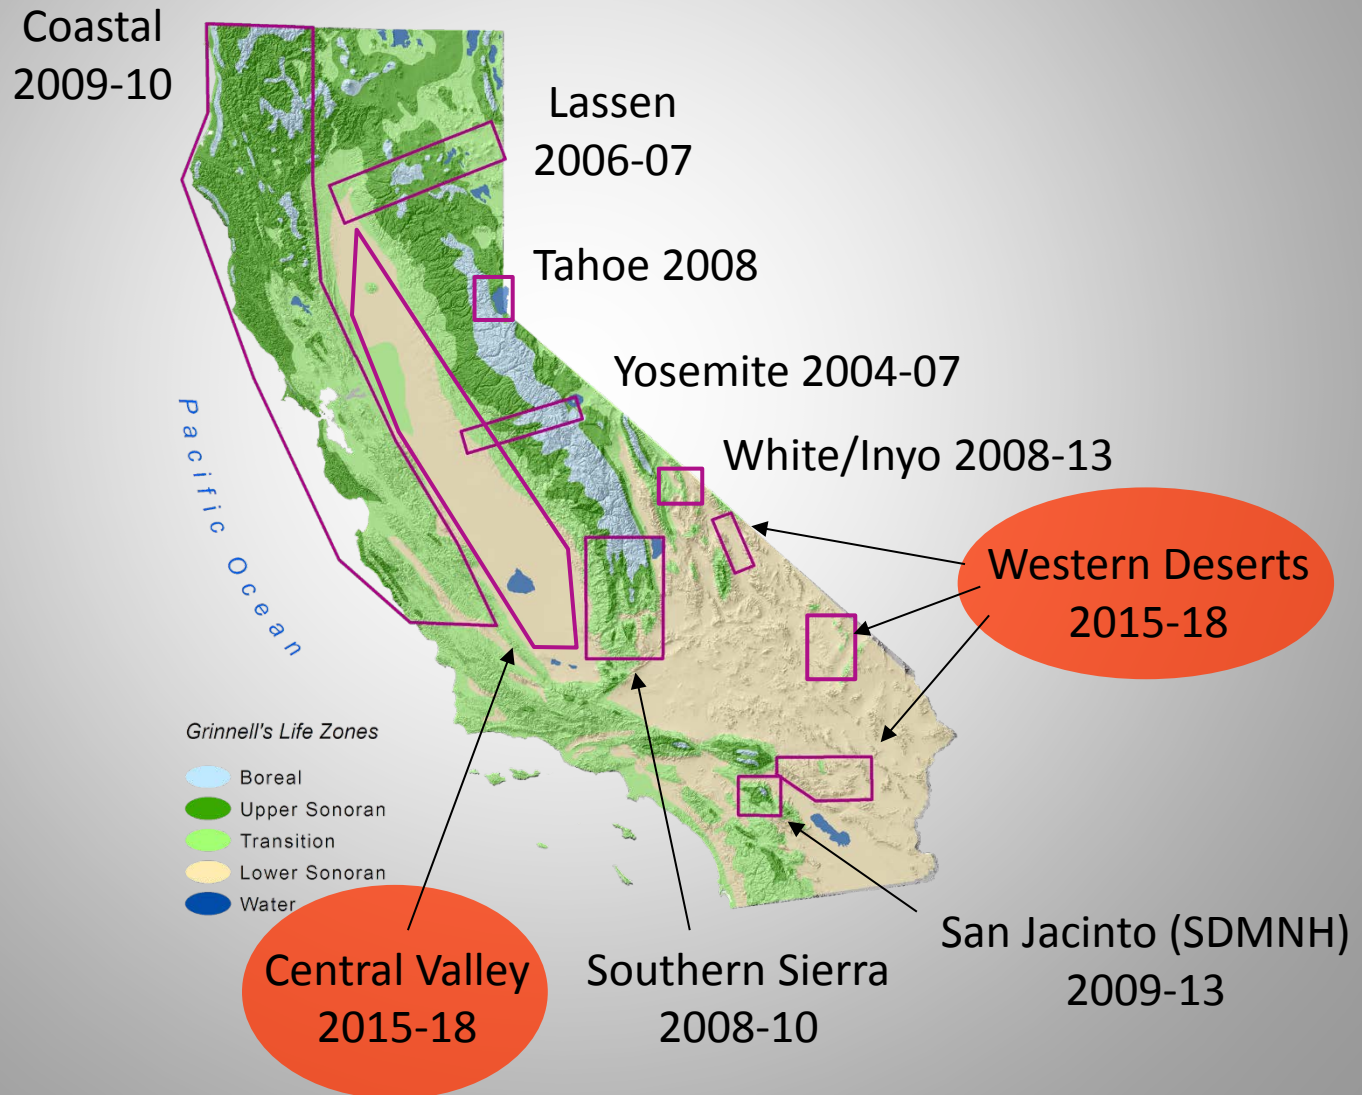 Coastal
2009-10
Lassen
2006-07
Tahoe 2008
Yosemite 2004-07
White/Inyo 2008-13
Western Deserts
2015-18
Pacific Ocean
Grinnell's Life Zones
Boreal
Upper Sonoran
Transition
Lower Sonoran
Water
Central Valley
2015-18
Southern Sierra
2008-10
San Jacinto (SDMNH)
2009-13